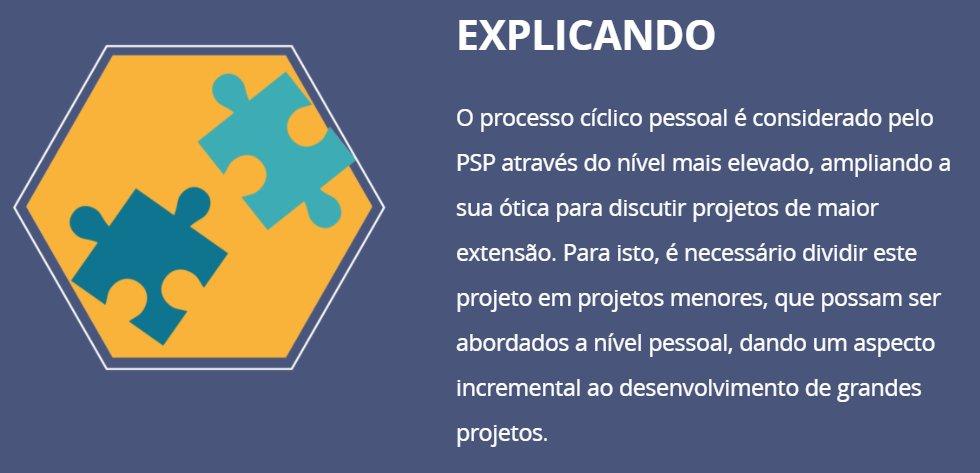 EXPLICANDO
O processo cíclico pessoal é considerado pelo
PSP através do nível mais elevado, ampliando a
sua ótica para discutir projetos de maior
extensão. Para isto, é necessário dividir este
projeto em projetos menores, que possam ser
abordados a nível pessoal, dando um aspecto
incremental ao desenvolvimento de grandes
projetos.